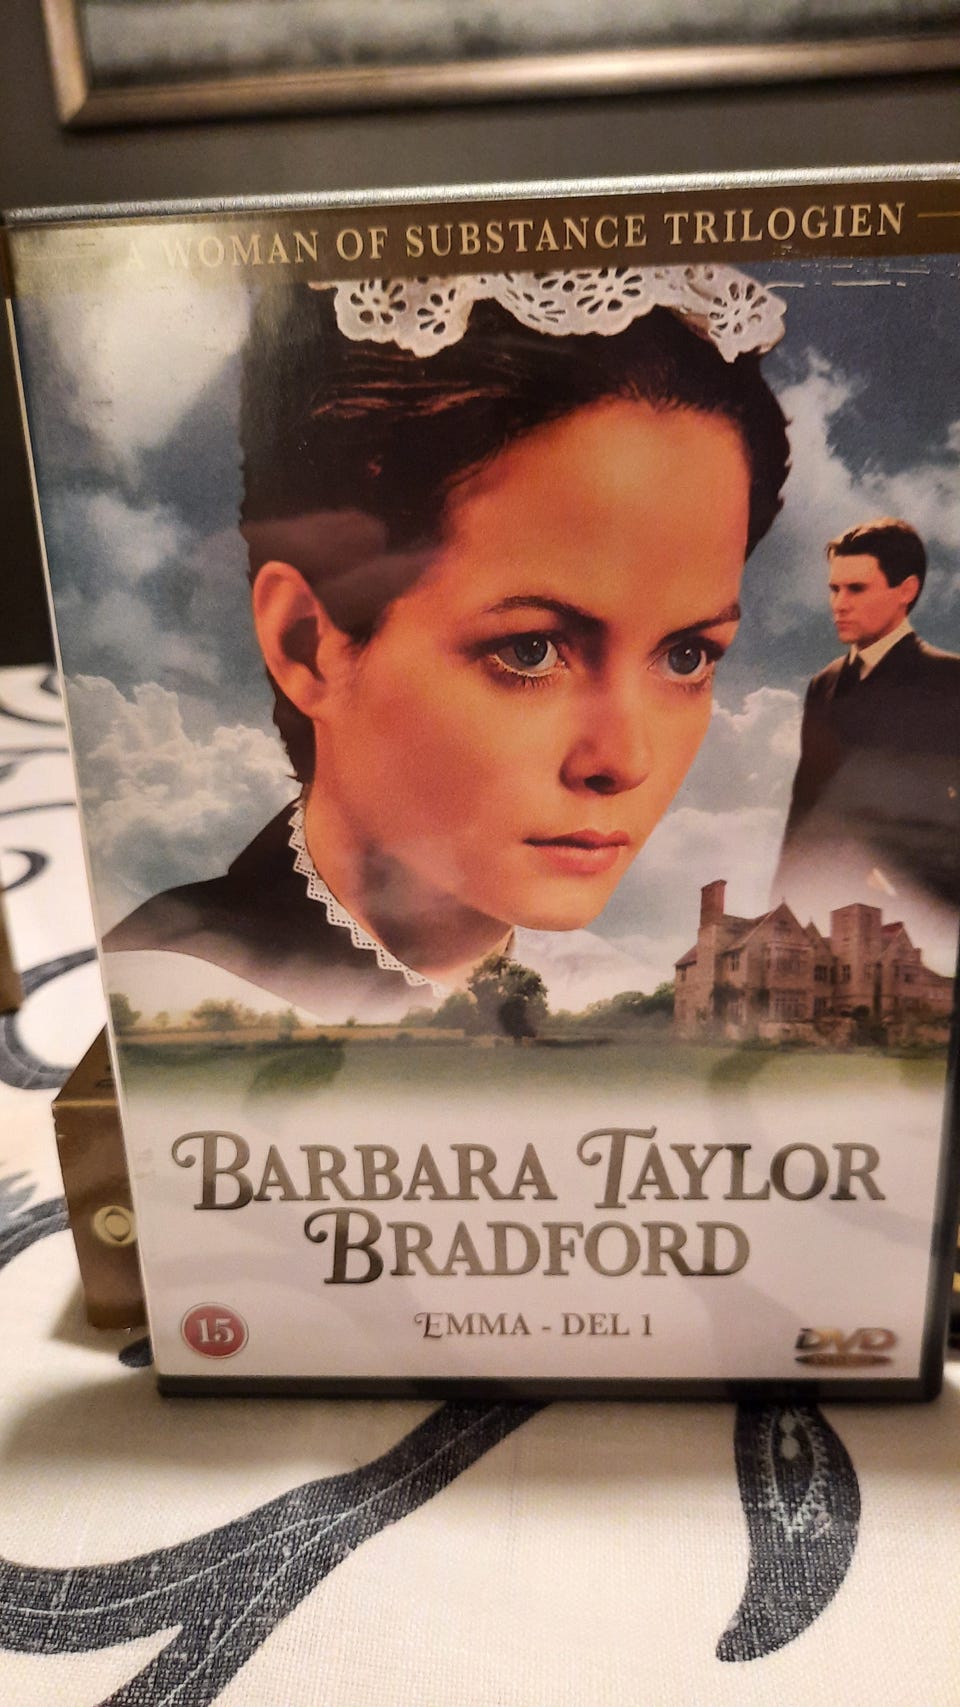 A WOMAN OF SUBSTANCE TRILOGIEN
BARBARA TAYLOR
BRADFORD
EMMA - DEL 1
15
DVD